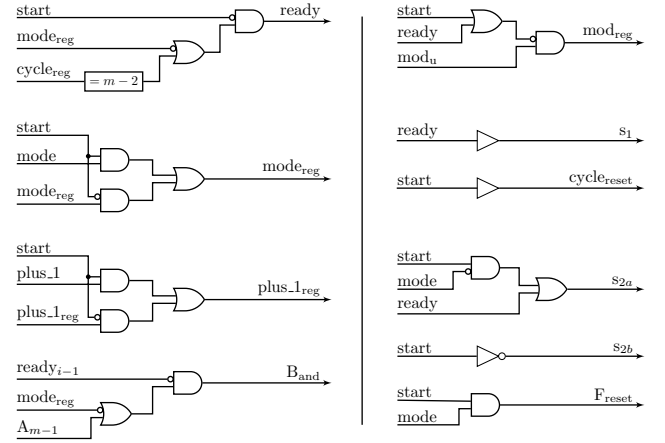 start
ready
mode_reg
cycle_reg
= m − 2
start
mode
mode_reg
mode_reg
start
plus_1
plus_1_reg
plus_1_reg
ready_{i−1}
B_and
mode_reg
A_{m−1}
start
ready
mod_reg
mod_u
ready
s_1
start
cycle_reset
start
mode
s_{2a}
ready
start
s_{2b}
start
F_reset
mode